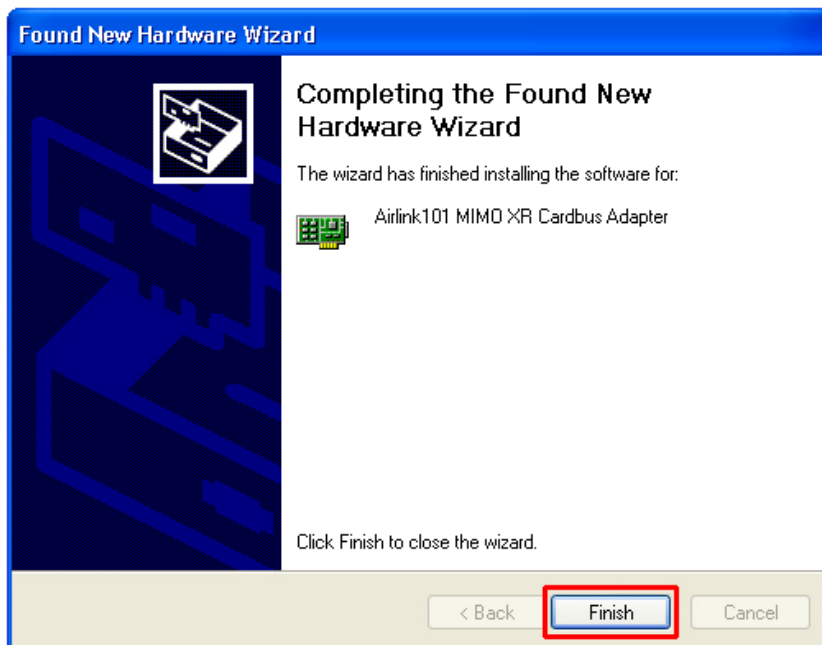 Found New Hardware Wizard
Completing the Found New
Hardware Wizard
The wizard has finished installing the software for:
Airlink101 MIMO XR Cardbus Adapter
Click Finish to close the wizard.
< Back Finish Cancel